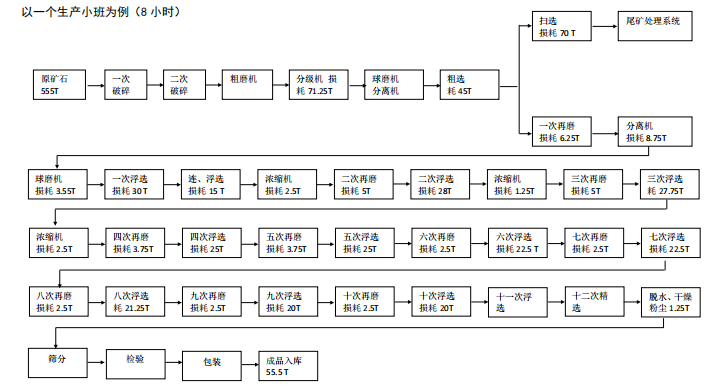 以一个生产小班为例（8 小时）
扫选
损耗 70 T
尾矿处理系统
原矿石
555T
一次
破碎
二次
破碎
粗磨机
分级机 损
耗 71.25T
球磨机
分离机
粗选
耗 45T
一次再磨
损耗 6.25T
分离机
损耗 8.75T
球磨机
损耗 3.55T
一次浮选
损耗 30 T
连、浮选
损耗 15 T
浓缩机
损耗 2.5T
二次再磨
损耗 5T
二次浮选
损耗 28T
浓缩机
损耗 1.25T
三次再磨
损耗 5T
三次浮选
耗 27.75T
浓缩机
损耗 2.5T
四次再磨
损耗 3.75T
四次浮选
损耗 25T
五次再磨
损耗 3.75T
五次浮选
损耗 25T
六次再磨
损耗 2.5T
六次浮选
损耗 22.5 T
七次再磨
损耗 2.5T
七次浮选
损耗 22.5T
八次再磨
损耗 2.5T
八次浮选
耗 21.25T
九次再磨
损耗 2.5T
九次浮选
损耗 20T
十次再磨
损耗 2.5T
十次浮选
损耗 20T
十一次浮
选
十二次精
选
脱水、干燥
粉尘 1.25T
筛分
检验
包装
成品入库
55.5 T